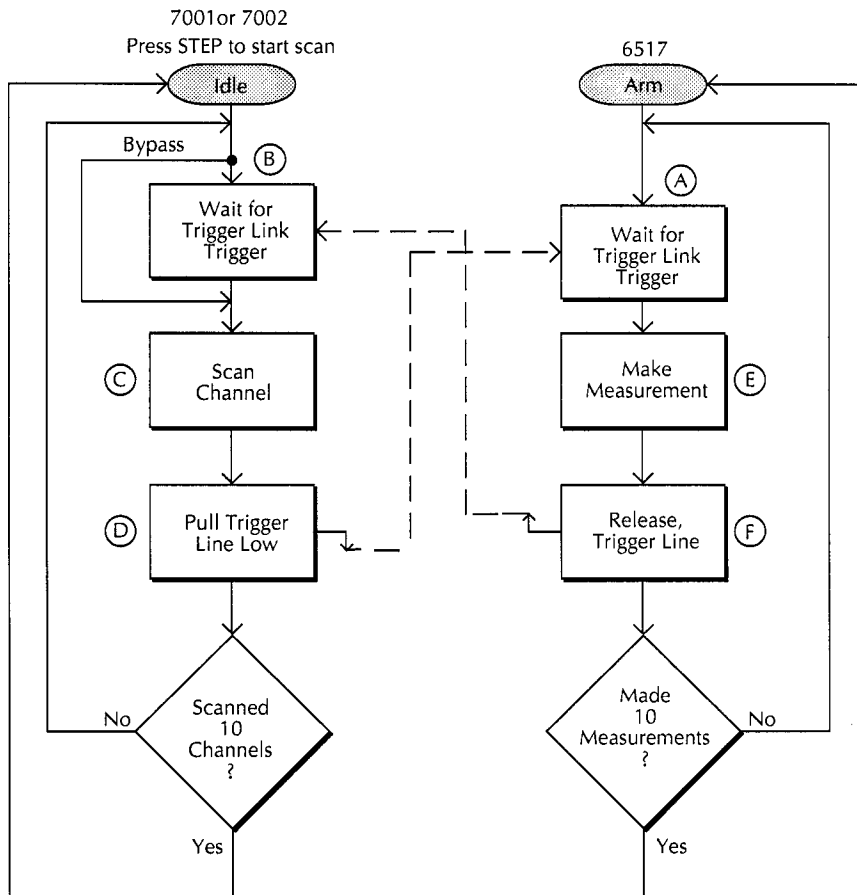 7001or 7002
Press STEP to start scan
Idle
Bypass
B
Wait for
Trigger Link
Trigger
C
Scan
Channel
D
Pull Trigger
Line Low
No
Scanned
10
Channels
?
Yes
6517
Arm
A
Wait for
Trigger Link
Trigger
Make
Measurement
E
Release,
Trigger Line
F
Made
10
Measurements
?
No
Yes